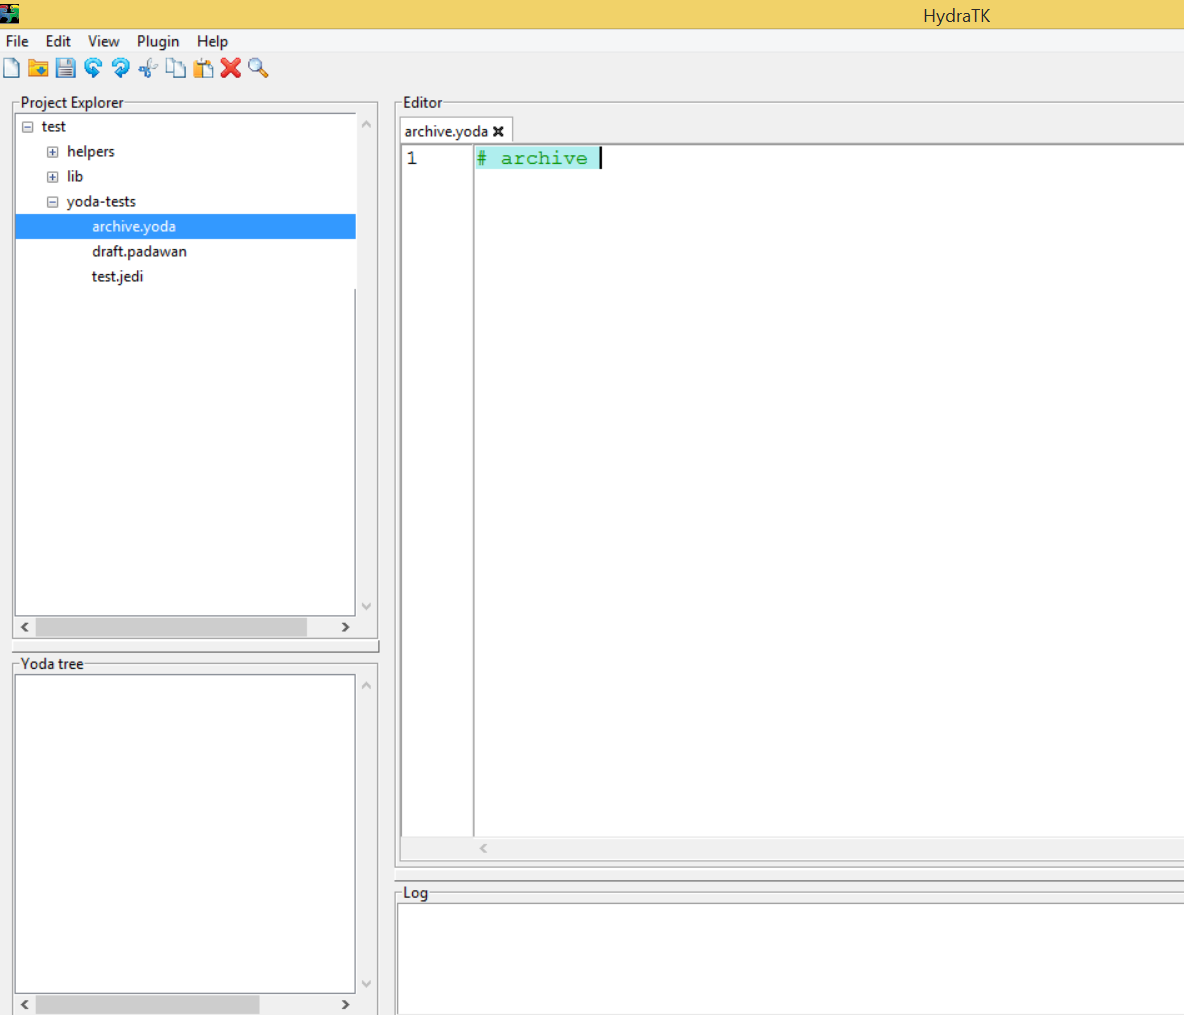 HydraTK
File Edit View Plugin Help
Project Explorer
test
helpers
lib
yoda-tests
archive.yoda
draft.padawan
test.jedi
Yoda tree
Editor
archive.yoda
1 # archive
Log